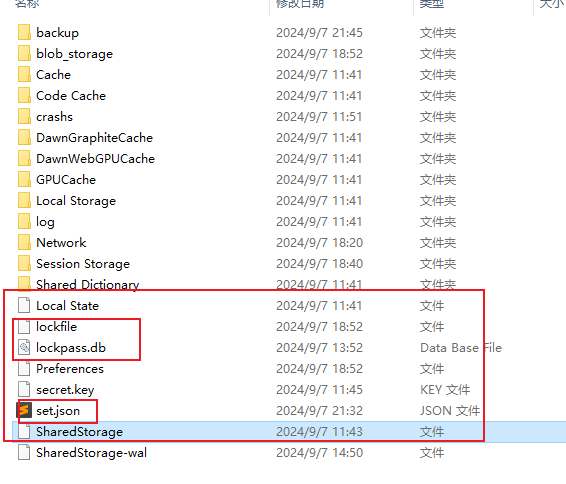 名称 修改日期 类型 大小
backup 2024/9/7 21:45 文件夹
blob_storage 2024/9/7 18:52 文件夹
Cache 2024/9/7 11:41 文件夹
Code Cache 2024/9/7 11:41 文件夹
crashs 2024/9/7 11:51 文件夹
DawnGraphiteCache 2024/9/7 11:41 文件夹
DawnWebGPUCache 2024/9/7 11:41 文件夹
GPUCache 2024/9/7 11:41 文件夹
Local Storage 2024/9/7 11:41 文件夹
log 2024/9/7 11:41 文件夹
Network 2024/9/7 18:20 文件夹
Session Storage 2024/9/7 18:40 文件夹
Shared Dictionary 2024/9/7 11:41 文件夹
Local State 2024/9/7 11:41 文件
lockfile 2024/9/7 18:52 文件
lockpass.db 2024/9/7 13:52 Data Base File
Preferences 2024/9/7 18:52 文件
secret.key 2024/9/7 11:45 KEY 文件
set.json 2024/9/7 21:32 JSON 文件
SharedStorage 2024/9/7 11:43 文件
SharedStorage-wal 2024/9/7 14:50 文件